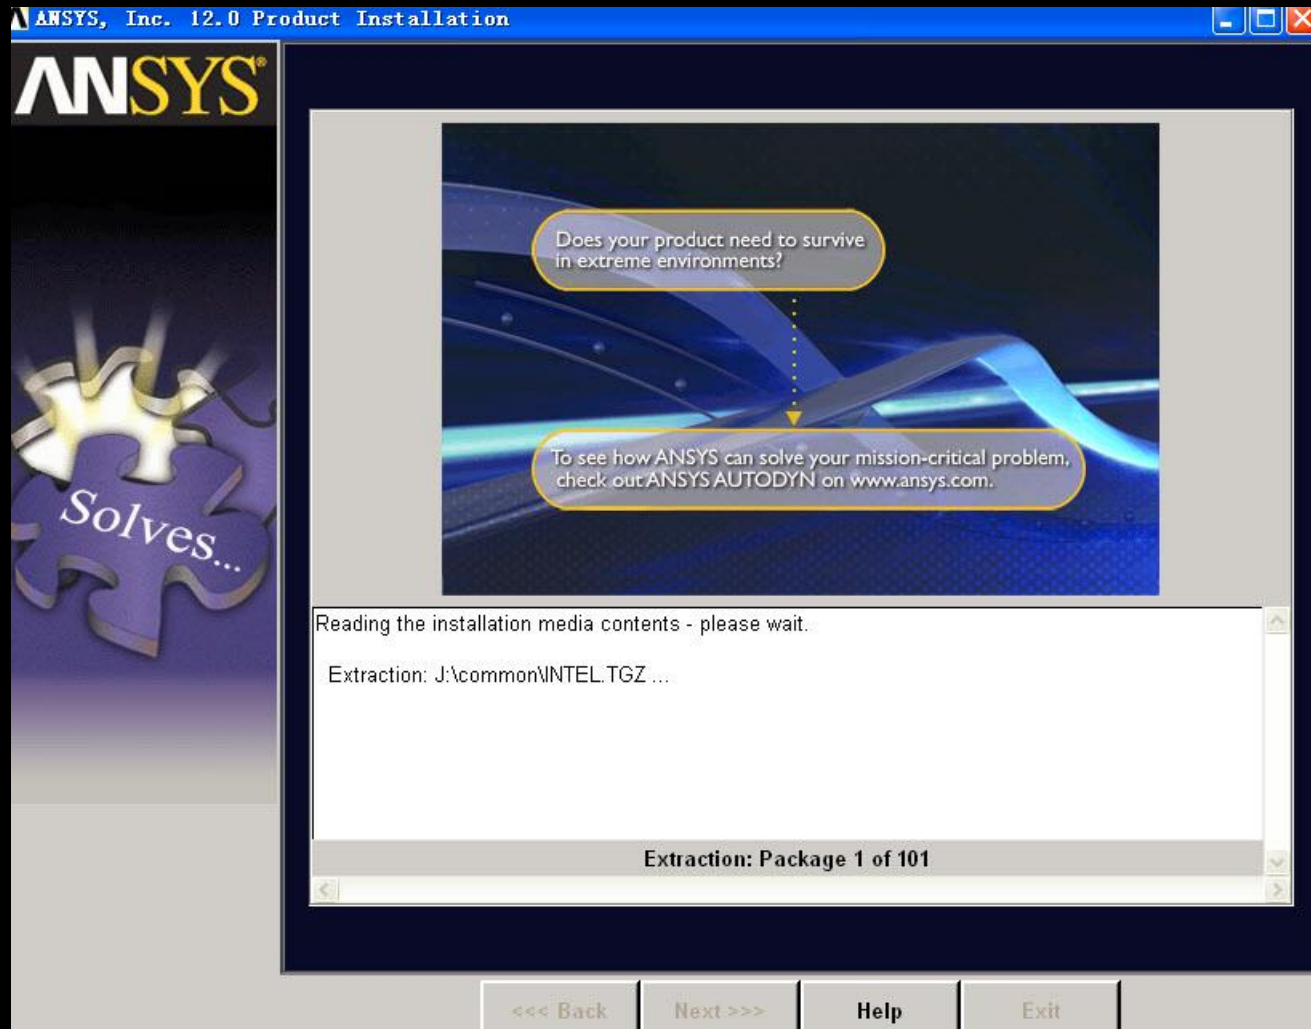 ANSYS, Inc. 12.0 Product Installation
ANSYS®
Does your product need to survive
in extreme environments?
To see how ANSYS can solve your mission-critical problem,
check out ANSYS AUTODYN on www.ansys.com.
Solves...
Reading the installation media contents - please wait.
Extraction: J:\common\INTEL.TGZ ...
Extraction: Package 1 of 101
<<< Back
Next >>>
Help
Exit